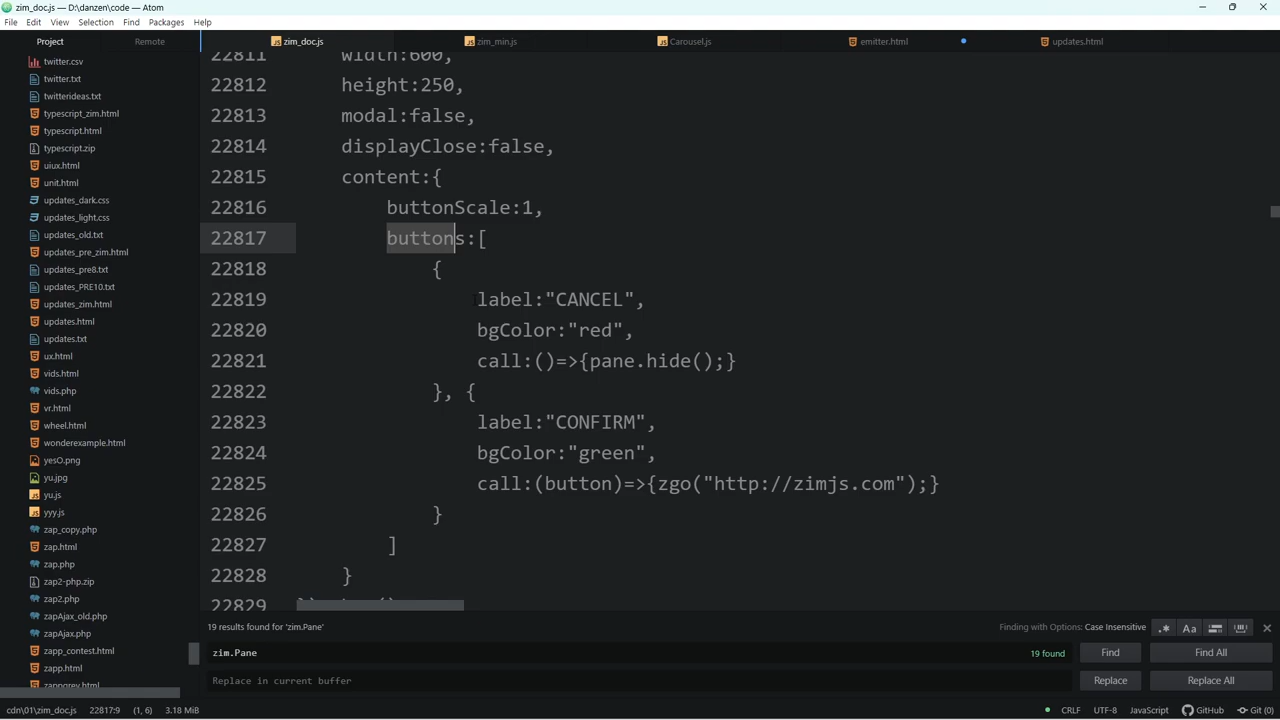 zim_doc.js — D:\danzen\code — Atom
File Edit View Selection Find Packages Help
Project Remote
zim_doc.js zim_min.js Carousel.js emitter.html updates.html
twitter.csv
twitter.txt
twitterideas.txt
typescript_zim.html
typescript.html
typescript.zip
uiux.html
unit.html
updates_dark.css
updates_light.css
updates_old.txt
updates_pre_zim.html
updates_pre8.txt
updates_PRE10.txt
updates_zim.html
updates.html
updates.txt
ux.html
vids.html
vids.php
vr.html
wheel.html
wonderexample.html
yesO.png
yu.jpg
yu.js
yyy.js
zap_copy.php
zap.html
zap.php
zap2-php.zip
zap2.php
zapAjax_old.php
zapAjax.php
zapp_contest.html
zapp.html
zappgrey.html
22811 width:600,
22812 height:250,
22813 modal:false,
22814 displayClose:false,
22815 content:{
22816 buttonScale:1,
22817 buttons:[
22818 {
22819 label:"CANCEL",
22820 bgColor:"red",
22821 call:()=>{pane.hide();}
22822 }, {
22823 label:"CONFIRM",
22824 bgColor:"green",
22825 call:(button)=>{zgo("http://zimjs.com");}
22826 }
22827 ]
22828 }
22829
19 results found for 'zim.Pane' Finding with Options: Case Insensitive .* Aa
zim.Pane 19 found Find Find All
Replace in current buffer Replace Replace All
cdn\01\zim_doc.js 22817:9 (1, 6) 3.18 MiB CRLF UTF-8 JavaScript GitHub Git (0)